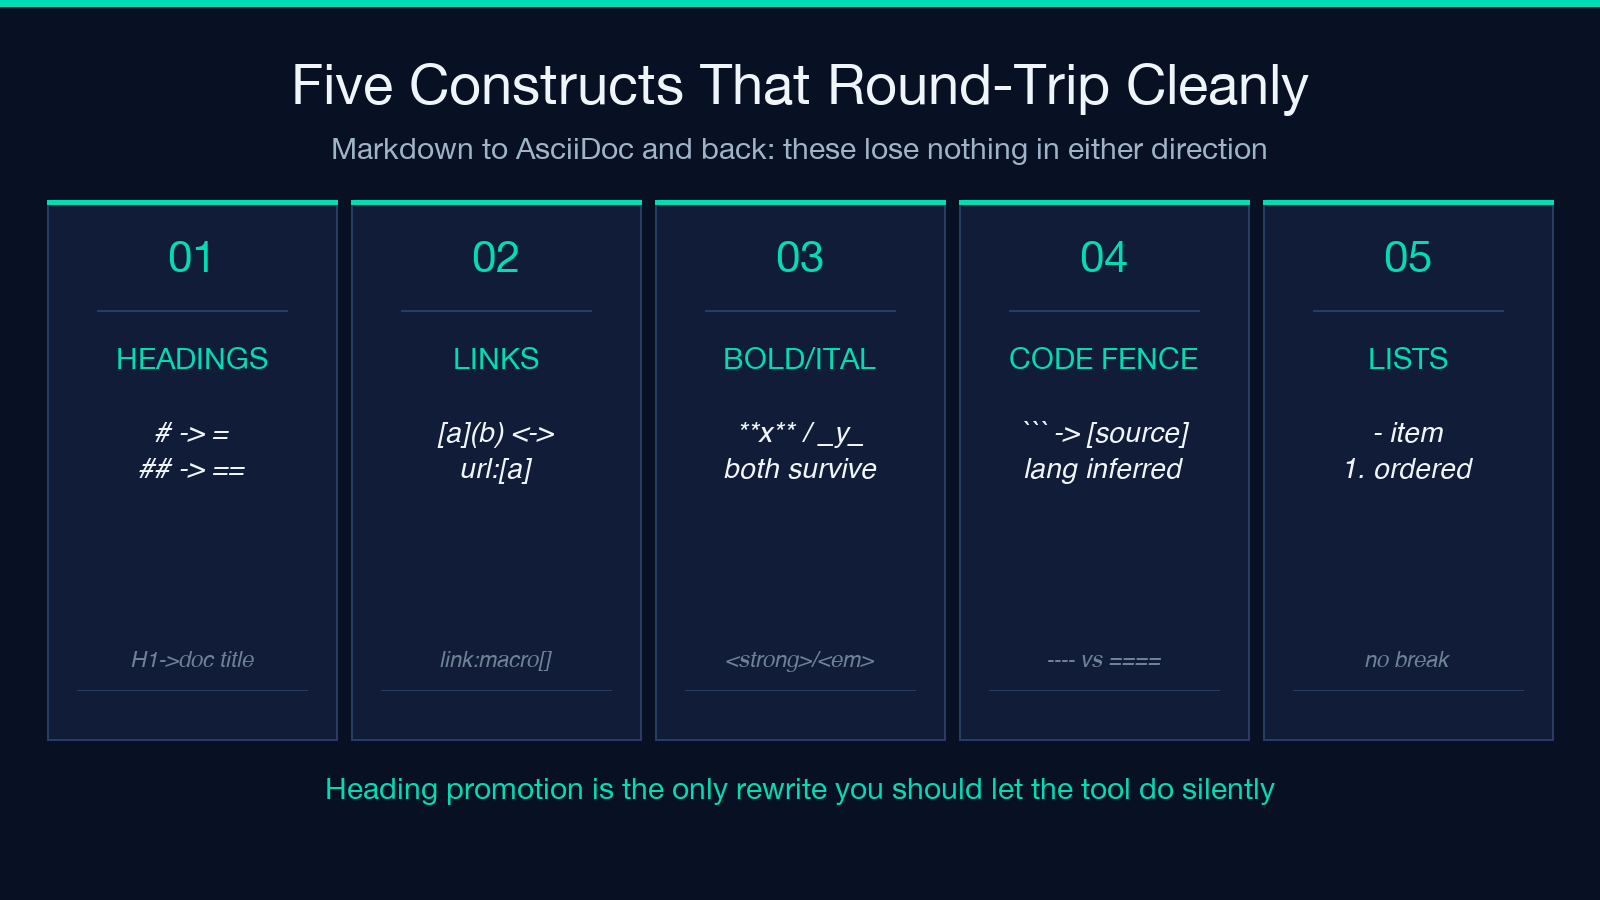 Five Constructs That Round-Trip Cleanly
Markdown to AsciiDoc and back: these lose nothing in either direction
01
HEADINGS
# -> =
## -> ==
H1->doc title
02
LINKS
[a](b) <->
url:[a]
link:macro[]
03
BOLD/ITAL
**x** / _y_
both survive
<strong>/<em>
04
CODE FENCE
``` -> [source]
lang inferred
---- vs ====
05
LISTS
- item
1. ordered
no break
Heading promotion is the only rewrite you should let the tool do silently